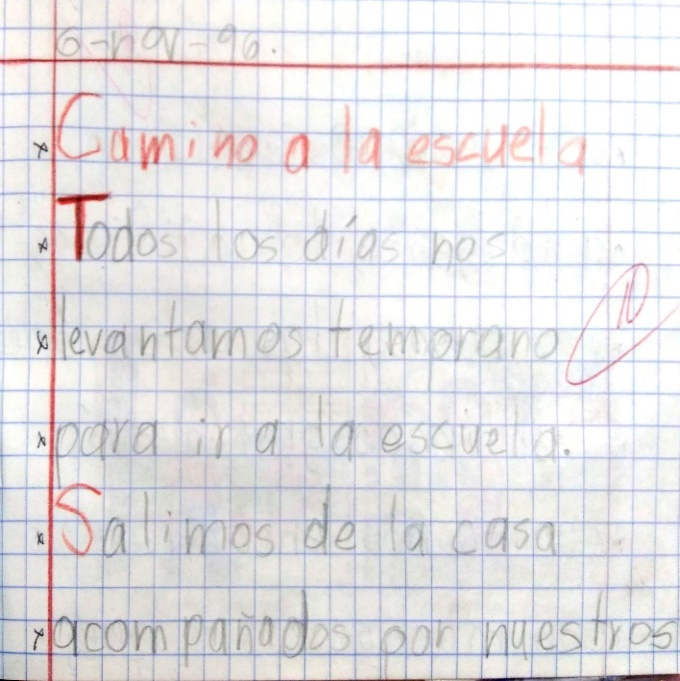 6-nov-96.
Camino a la escuela
Todos los días nos
levantamos temprano
10
para ir a la escuela.
Salimos de la casa
acompañados por nuestros